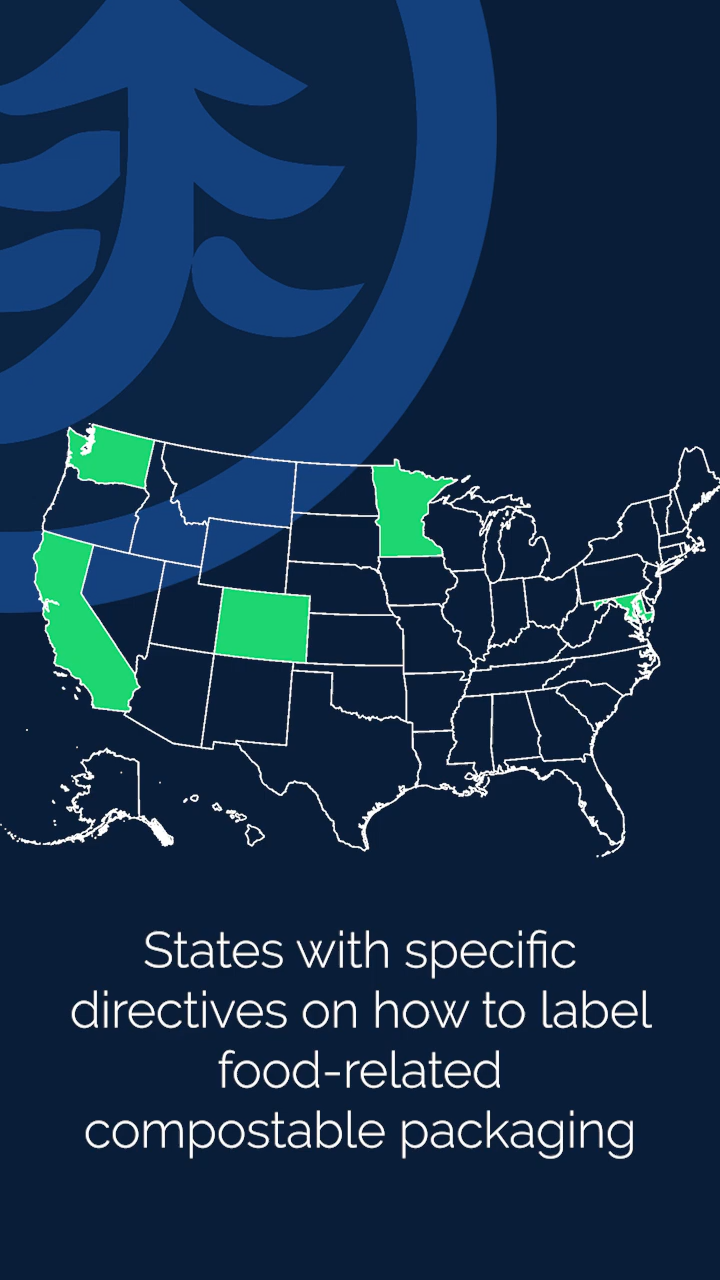 States with specific
directives on how to label
food-related
compostable packaging